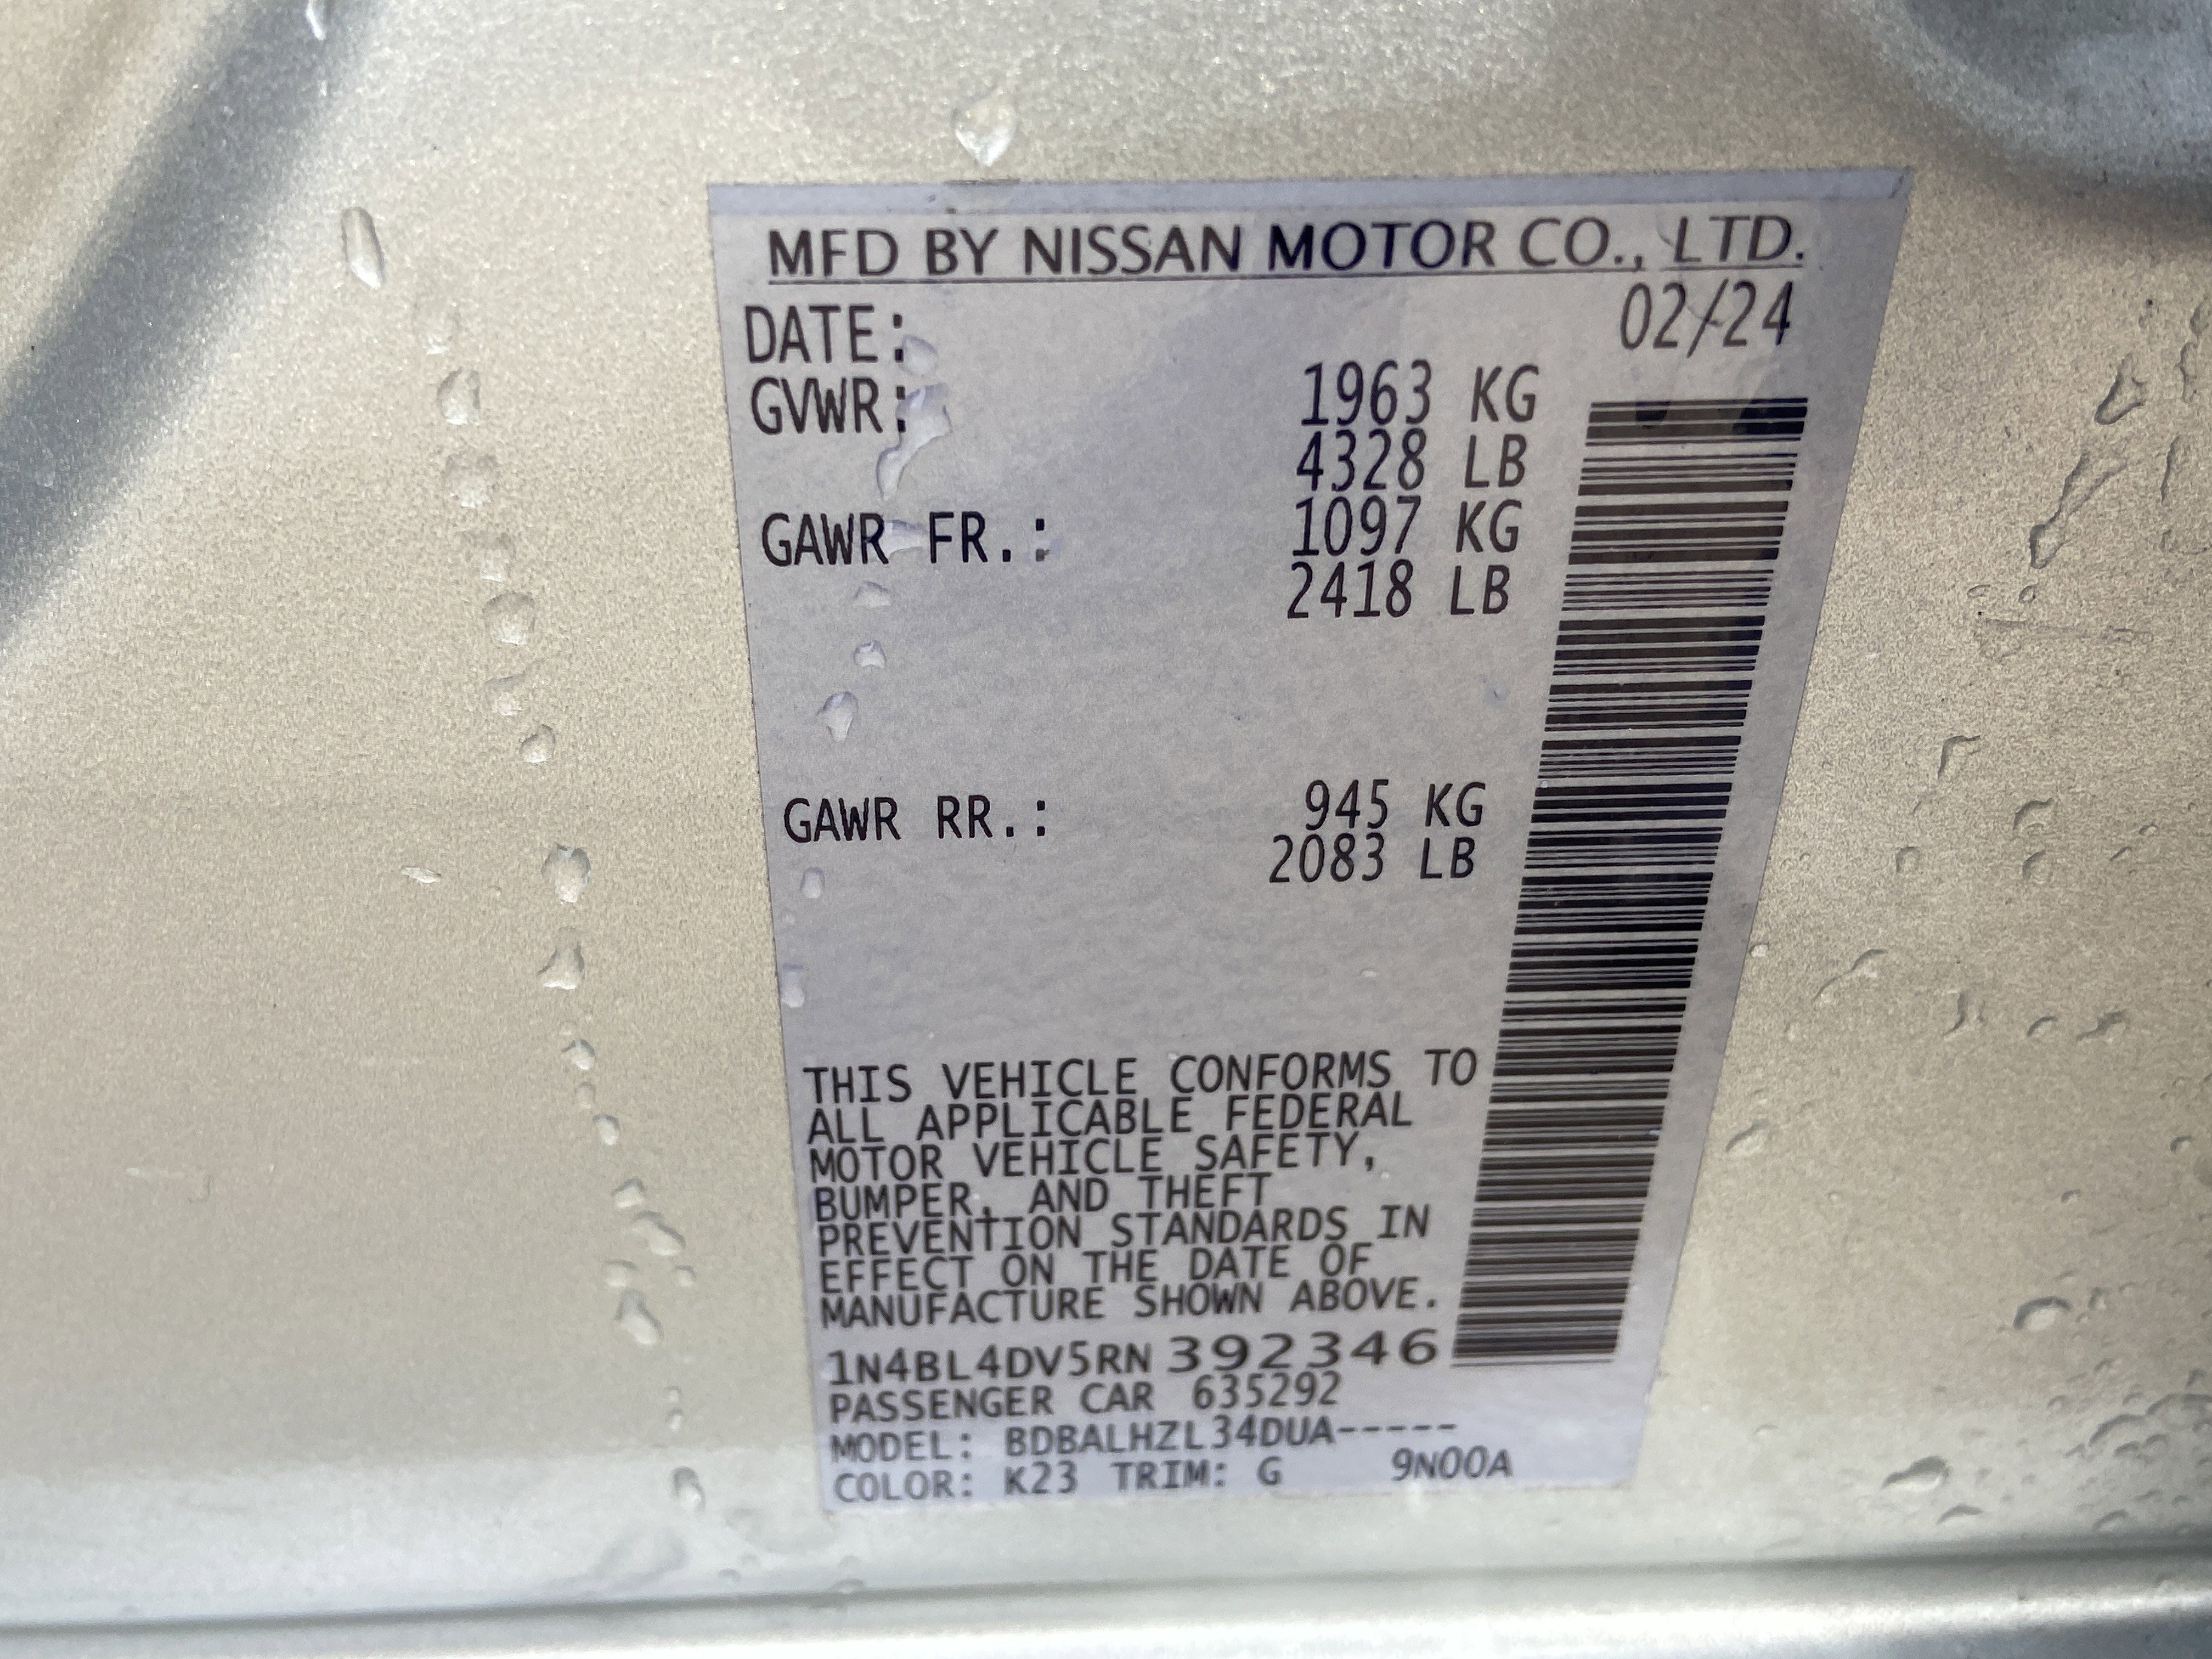 MFD BY NISSAN MOTOR CO., LTD.
DATE: 02/24
GVWR: 1963 KG
4328 LB
GAWR FR.: 1097 KG
2418 LB
GAWR RR.: 945 KG
2083 LB
THIS VEHICLE CONFORMS TO
ALL APPLICABLE FEDERAL
MOTOR VEHICLE SAFETY,
BUMPER, AND THEFT
PREVENTION STANDARDS IN
EFFECT ON THE DATE OF
MANUFACTURE SHOWN ABOVE.
1N4BL4DV5RN392346
PASSENGER CAR 635292
MODEL: BDBALHZL34DUA-----
COLOR: K23 TRIM: G 9N00A